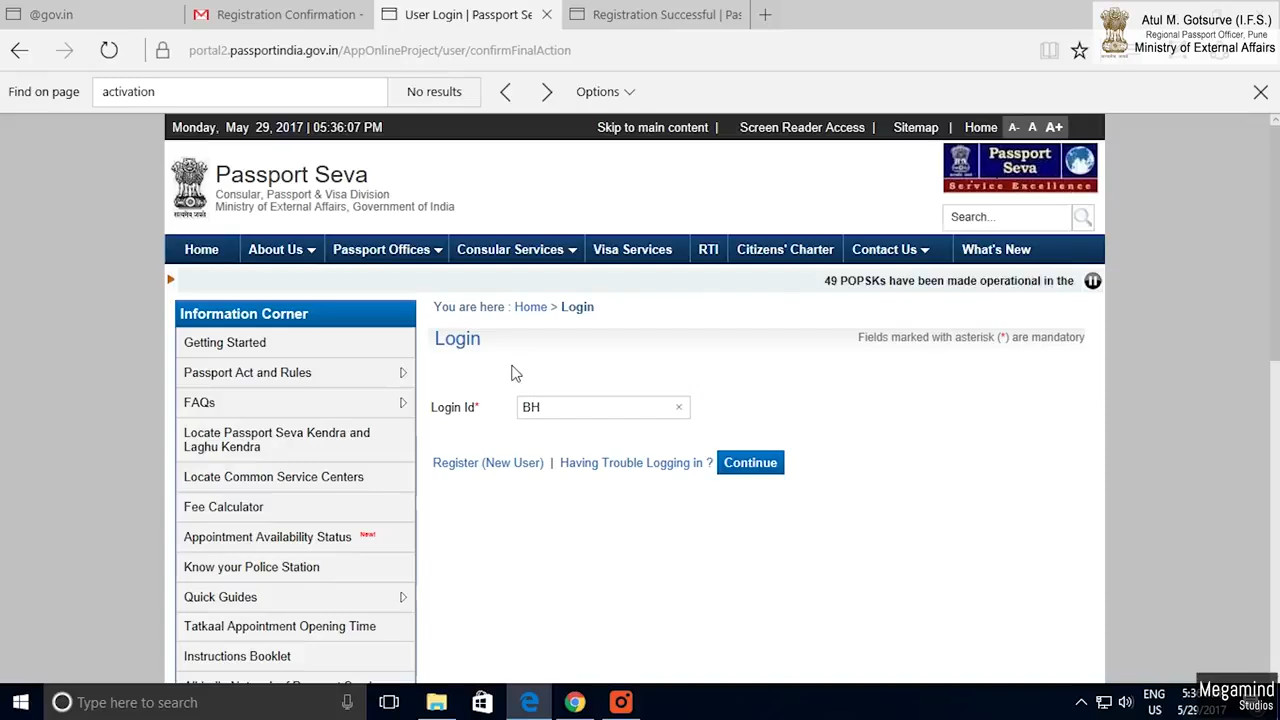 @gov.in
Registration Confirmation -
User Login | Passport Se
Registration Successful | Pas
Atul M. Gotsurve (I.F.S.)
Regional Passport Officer, Pune
Ministry of External Affairs
portal2.passportindia.gov.in/AppOnlineProject/user/confirmFinalAction
Find on page
activation
No results
Options
Monday, May 29, 2017 | 05:36:07 PM
Skip to main content |
Screen Reader Access |
Sitemap |
Home
A-
A
A+
Passport Seva
Consular, Passport & Visa Division
Ministry of External Affairs, Government of India
सत्यमेव जयते
Passport
Seva
Service Excellence
Search...
Home
About Us
Passport Offices
Consular Services
Visa Services
RTI
Citizens' Charter
Contact Us
What's New
49 POPSKs have been made operational in the
Information Corner
Getting Started
Passport Act and Rules
FAQs
Locate Passport Seva Kendra and
Laghu Kendra
Locate Common Service Centers
Fee Calculator
Appointment Availability Status New!
Know your Police Station
Quick Guides
Tatkaal Appointment Opening Time
Instructions Booklet
You are here : Home > Login
Login
Fields marked with asterisk (*) are mandatory
Login Id*
BH
Register (New User) | Having Trouble Logging in ?
Continue
Type here to search
ENG
US
5/29/2017
Megamind
Studios